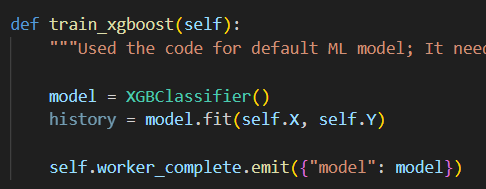 def train_xgboost(self):
"""Used the code for default ML model; It
model = XGBClassifier()
history = model.fit(self.X, self.Y)
self.worker_complete.emit({"model": model})